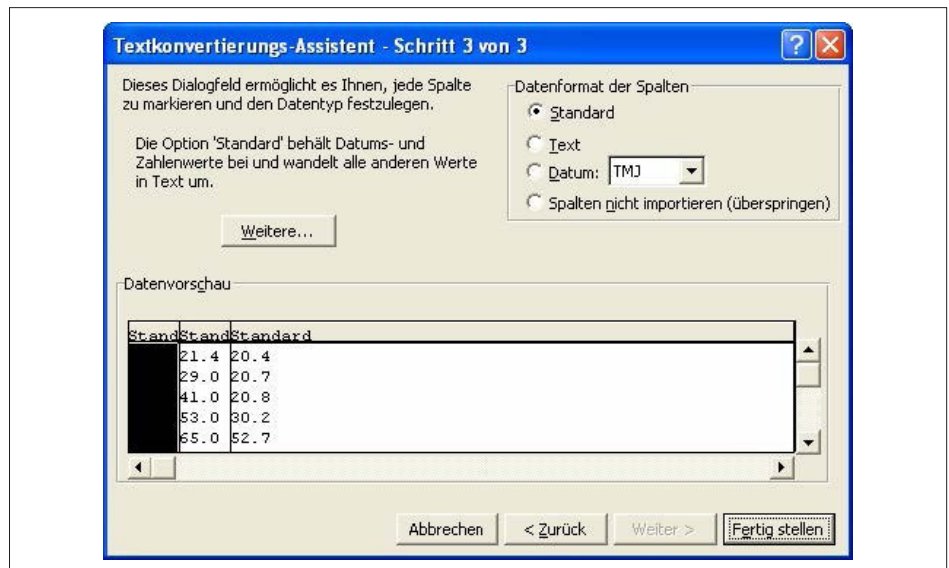 Textkonvertierungs-Assistent - Schritt 3 von 3
Dieses Dialogfeld ermöglicht es Ihnen, jede Spalte
zu markieren und den Datentyp festzulegen.
Die Option 'Standard' behält Datums- und
Zahlenwerte bei und wandelt alle anderen Werte
in Text um.
Weitere...
Datenformat der Spalten
Standard
Text
Datum: TMJ
Spalten nicht importieren (überspringen)
Datenvorschau
Stand Stand Standard
21.4 20.4
29.0 20.7
41.0 20.8
53.0 30.2
65.0 52.7
Abbrechen < Zurück Weiter > Fertig stellen